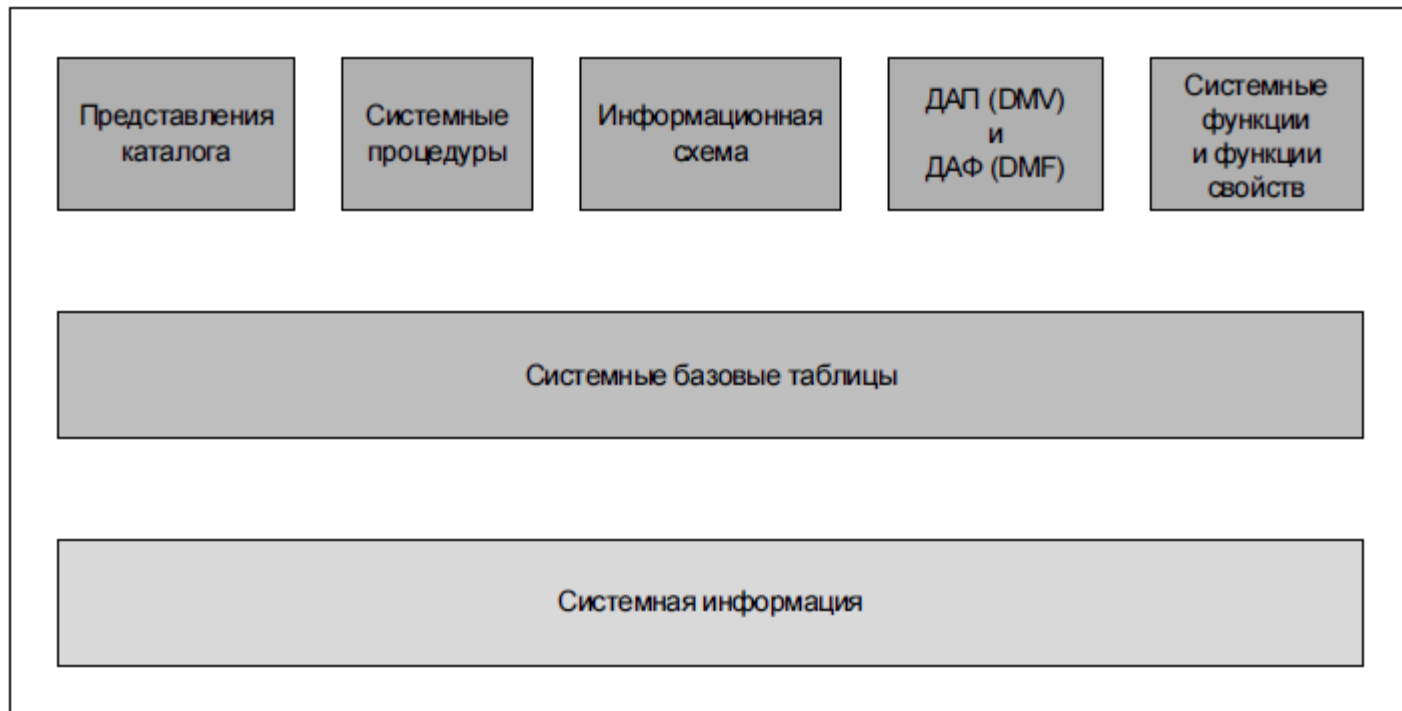 Представления
каталога
Системные
процедуры
Информационная
схема
ДАП (DMV)
и
ДАФ (DMF)
Системные
функции
и функции
свойств
Системные базовые таблицы
Системная информация